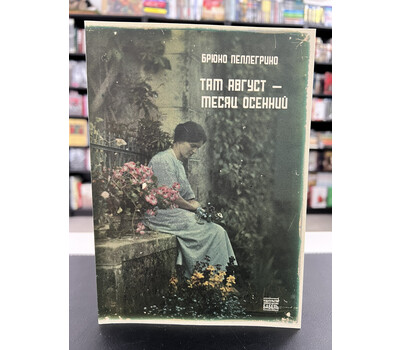 БРЮНО ПЕЛЛЕГРИНО
ТАМ АВГУСТ —
МЕСЯЦ ОСЕННИЙ